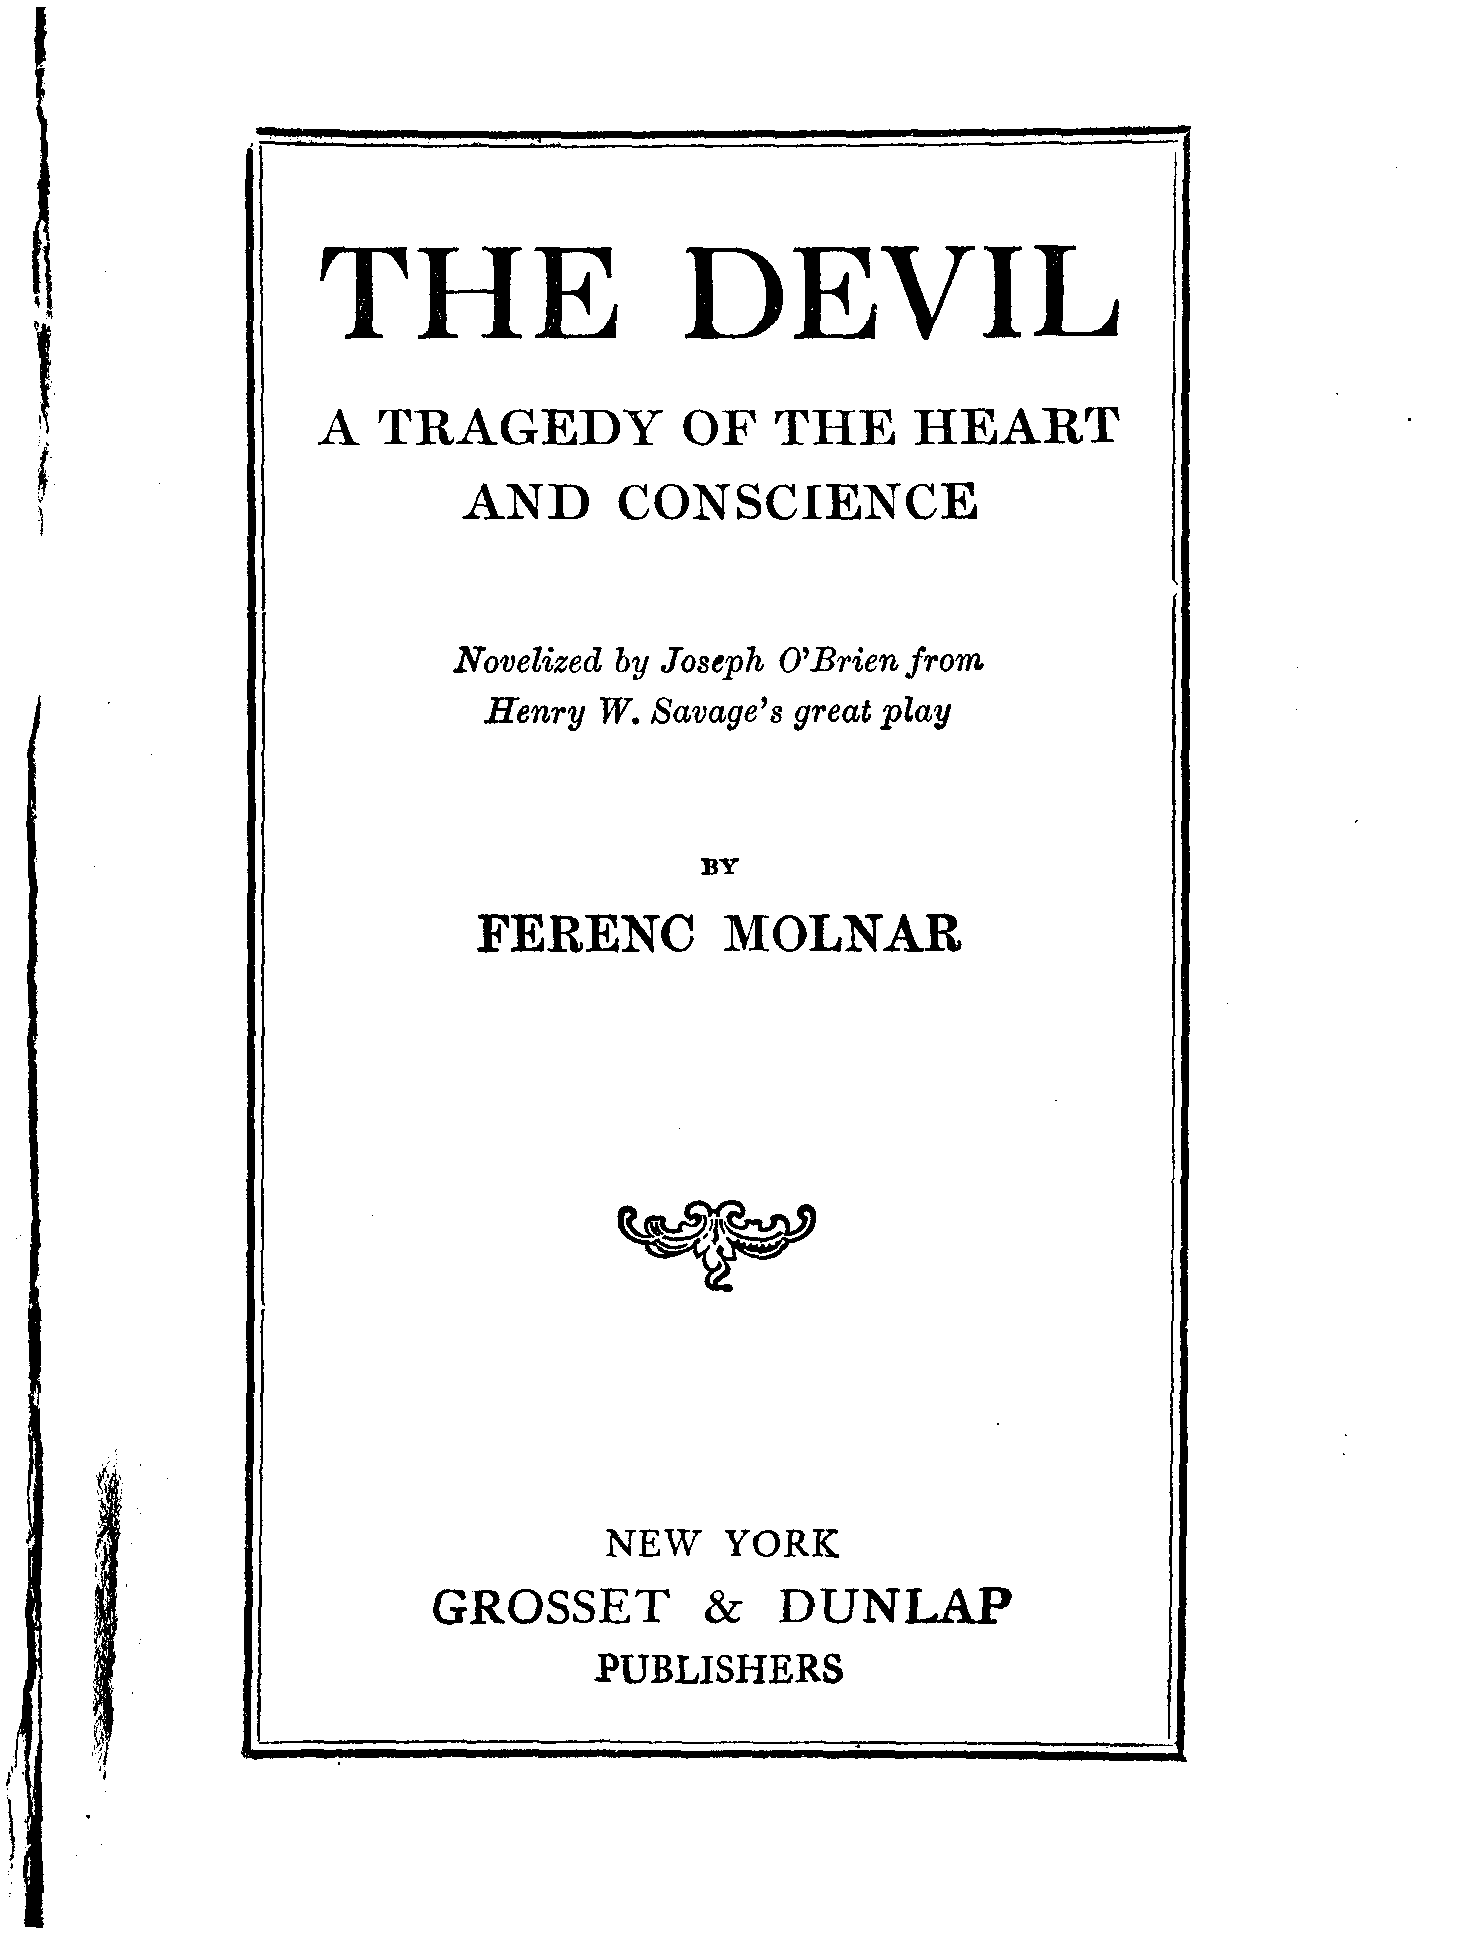 THE DEVIL
A TRAGEDY OF THE HEART
AND CONSCIENCE
Novelized by Joseph O'Brien from
Henry W. Savage's great play
BY
FERENC MOLNAR
NEW YORK
GROSSET & DUNLAP
PUBLISHERS